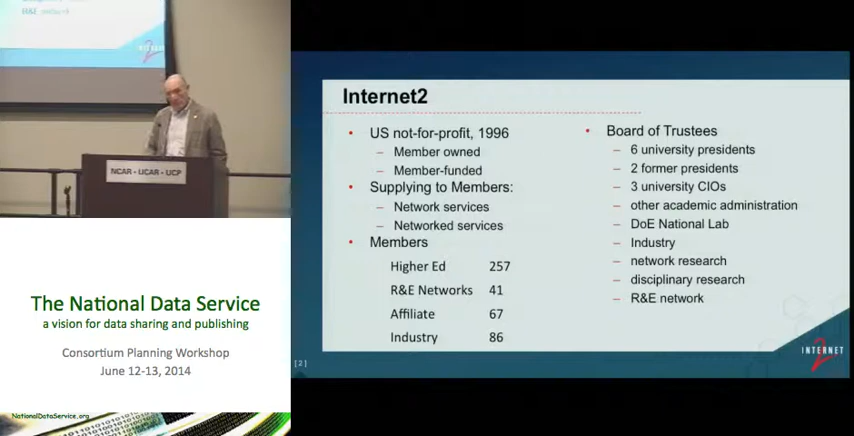 INTERNET
2
NCAR - UCAR - UCP
The National Data Service
a vision for data sharing and publishing
Consortium Planning Workshop
June 12-13, 2014
NationalDataService.org
Internet2
• US not-for-profit, 1996
– Member owned
– Member-funded
• Supplying to Members:
– Network services
– Networked services
• Members
Higher Ed 257
R&E Networks 41
Affiliate 67
Industry 86
• Board of Trustees
– 6 university presidents
– 2 former presidents
– 3 university CIOs
– other academic administration
– DoE National Lab
– Industry
– network research
– disciplinary research
– R&E network
[2]
INTERNET
2